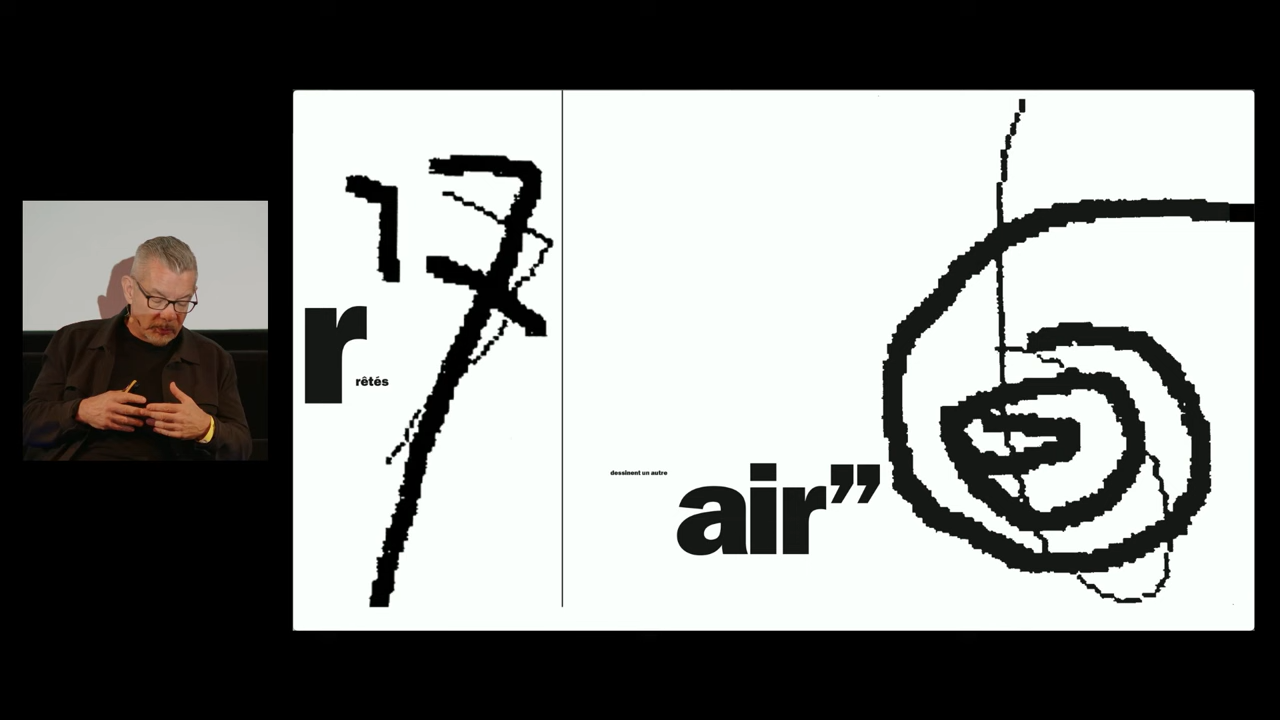 r
rêtés
dessinent un autre
air”